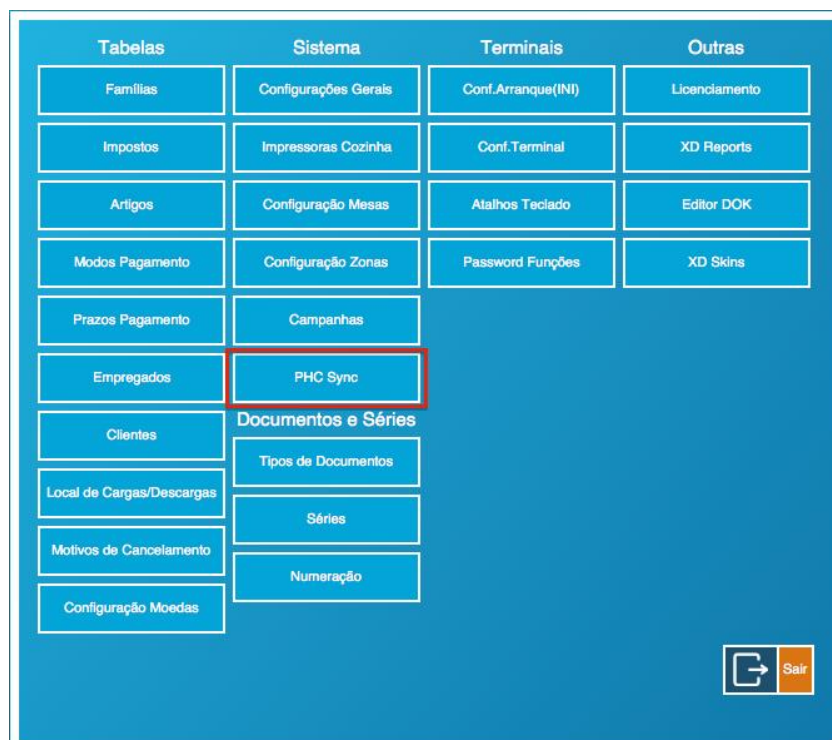 Tabelas
Famílias
Impostos
Artigos
Modos Pagamento
Prazos Pagamento
Empregados
Clientes
Local de Cargas/Descargas
Motivos de Cancelamento
Configuração Moedas
Sistema
Configurações Gerais
Impressoras Cozinha
Configuração Mesas
Configuração Zonas
Campanhas
PHC Sync
Documentos e Séries
Tipos de Documentos
Séries
Numeração
Terminais
Conf.Arranque(INI)
Conf.Terminal
Atalhos Teclado
Password Funções
Outras
Licenciamento
XD Reports
Editor DOK
XD Skins
Sair